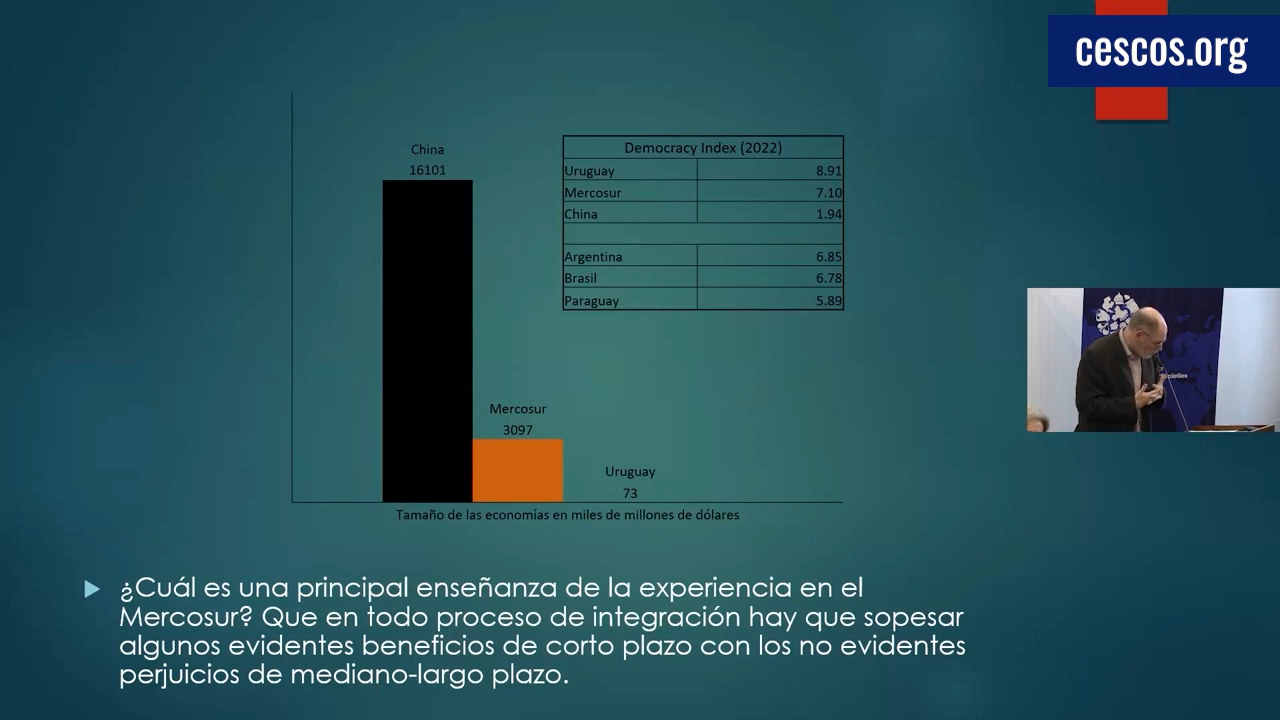 cescos.org
China
16101
Mercosur
3097
Uruguay
73
Tamaño de las economías en miles de millones de dólares
Democracy Index (2022)
Uruguay 8.91
Mercosur 7.10
China 1.94
Argentina 6.85
Brasil 6.78
Paraguay 5.89
¿Cuál es una principal enseñanza de la experiencia en el
Mercosur? Que en todo proceso de integración hay que sopesar
algunos evidentes beneficios de corto plazo con los no evidentes
perjuicios de mediano-largo plazo.